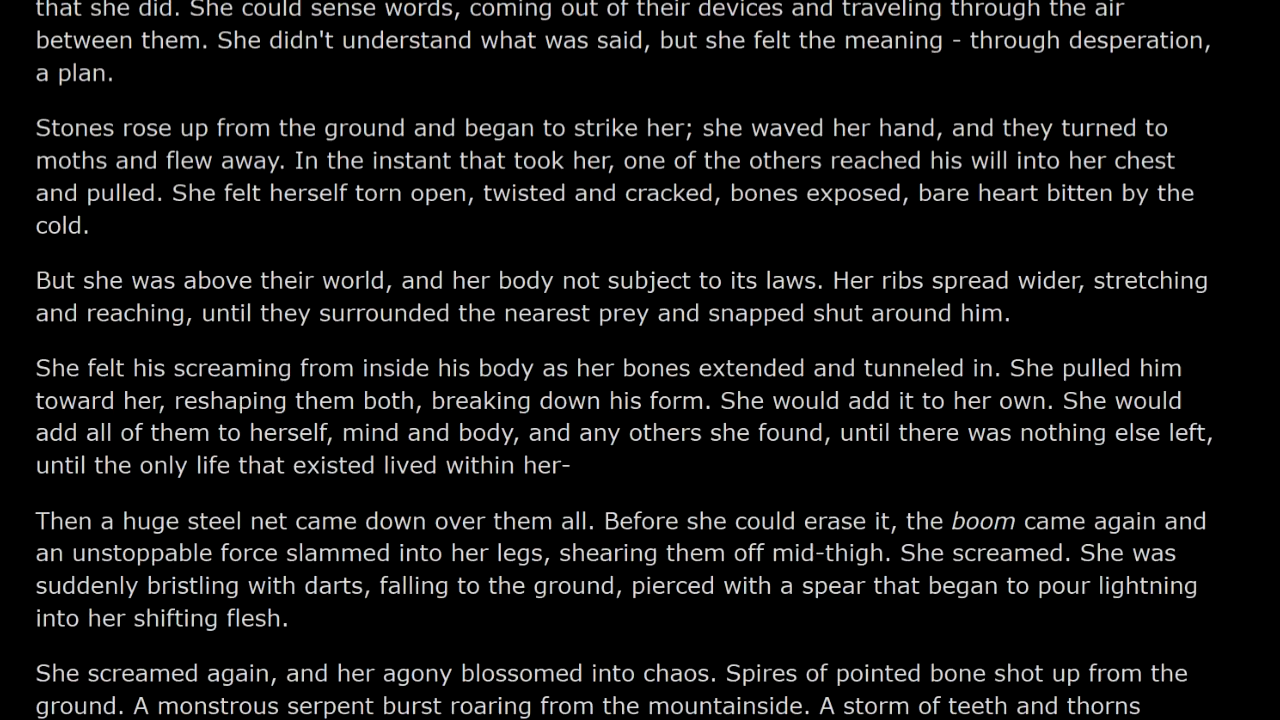 that she did. She could sense words, coming out of their devices and traveling through the air
between them. She didn't understand what was said, but she felt the meaning - through desperation,
a plan.
Stones rose up from the ground and began to strike her; she waved her hand, and they turned to
moths and flew away. In the instant that took her, one of the others reached his will into her chest
and pulled. She felt herself torn open, twisted and cracked, bones exposed, bare heart bitten by the
cold.
But she was above their world, and her body not subject to its laws. Her ribs spread wider, stretching
and reaching, until they surrounded the nearest prey and snapped shut around him.
She felt his screaming from inside his body as her bones extended and tunneled in. She pulled him
toward her, reshaping them both, breaking down his form. She would add it to her own. She would
add all of them to herself, mind and body, and any others she found, until there was nothing else left,
until the only life that existed lived within her-
Then a huge steel net came down over them all. Before she could erase it, the boom came again and
an unstoppable force slammed into her legs, shearing them off mid-thigh. She screamed. She was
suddenly bristling with darts, falling to the ground, pierced with a spear that began to pour lightning
into her shifting flesh.
She screamed again, and her agony blossomed into chaos. Spires of pointed bone shot up from the
ground. A monstrous serpent burst roaring from the mountainside. A storm of teeth and thorns